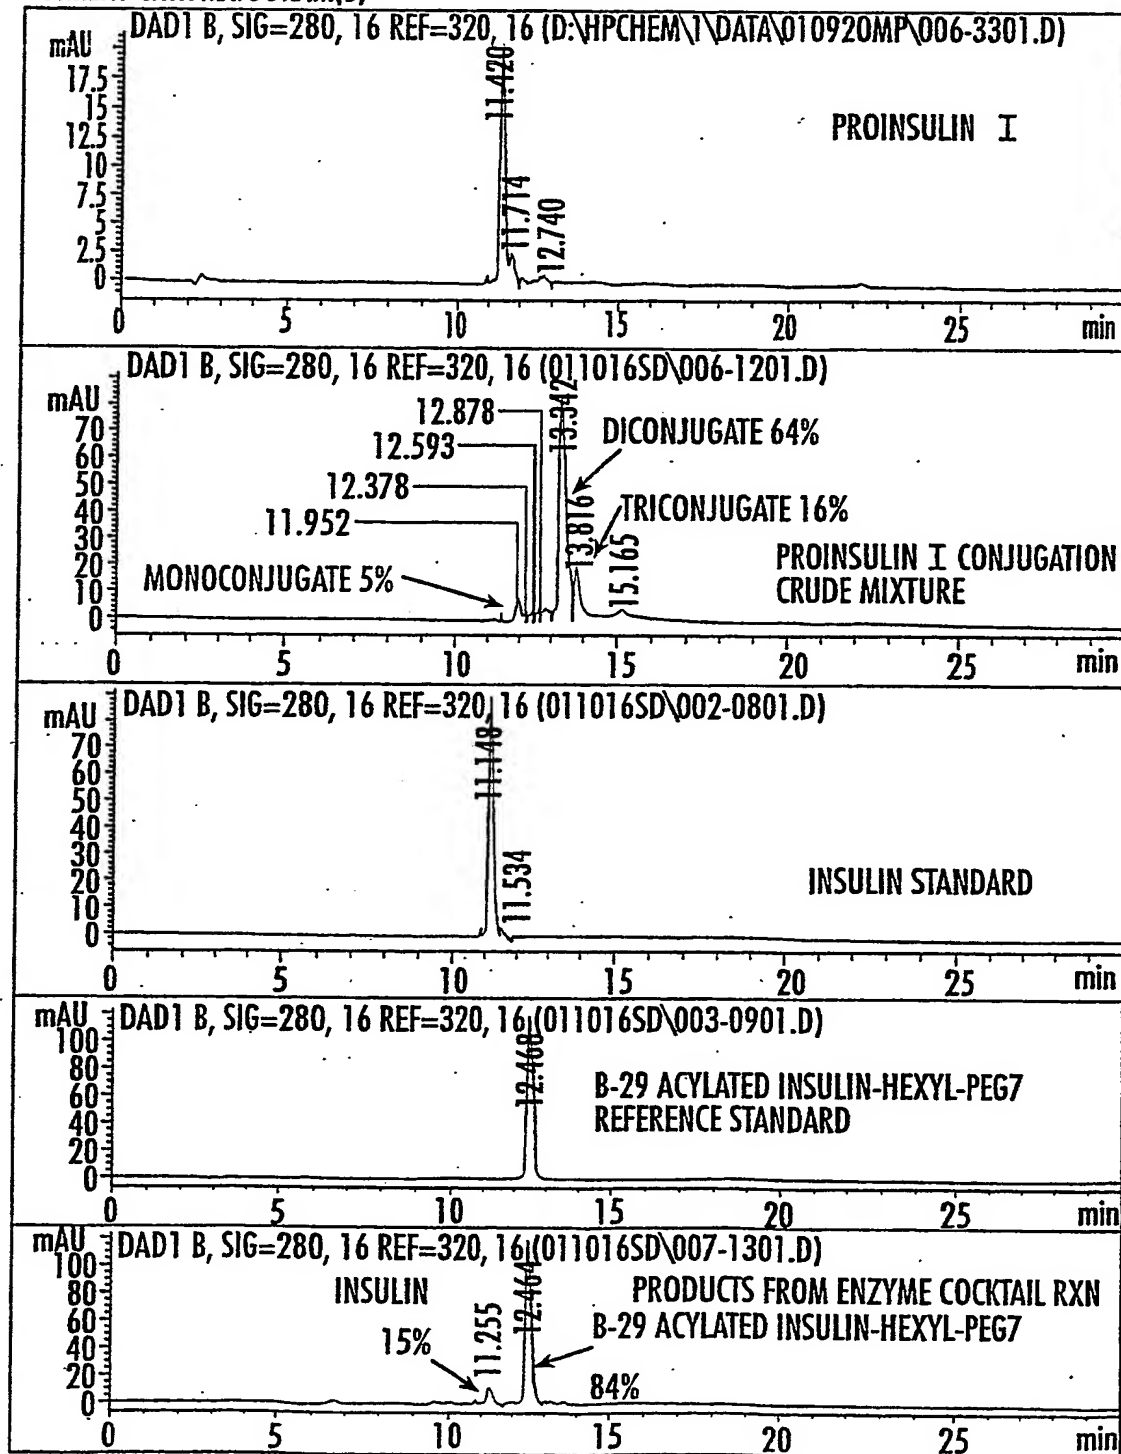 DAD1 B, SIG=280, 16 REF=320, 16 (D:\HPCHEM\1\DATA\010920MP\006-3301.D)
mAU
17.5
15
12.5
10
7.5
5
2.5
0
11.420
11.714
12.740
PROINSULIN I
0 5 10 15 20 25 min
DAD1 B, SIG=280, 16 REF=320, 16 (011016SD\006-1201.D)
mAU
70
60
50
40
30
20
10
0
12.878
12.593
12.378
11.952
MONOCONJUGATE 5%
13.342
DICONJUGATE 64%
13.816
TRICONJUGATE 16%
15.165
PROINSULIN I CONJUGATION
CRUDE MIXTURE
0 5 10 15 20 25 min
DAD1 B, SIG=280, 16 REF=320, 16 (011016SD\002-0801.D)
mAU
70
60
50
40
30
20
10
0
11.148
11.534
INSULIN STANDARD
0 5 10 15 20 25 min
DAD1 B, SIG=280, 16 REF=320, 16 (011016SD\003-0901.D)
mAU
100
80
60
40
20
0
12.468
B-29 ACYLATED INSULIN-HEXYL-PEG7
REFERENCE STANDARD
0 5 10 15 20 25 min
DAD1 B, SIG=280, 16 REF=320, 16 (011016SD\007-1301.D)
mAU
100
80
60
40
20
0
INSULIN
15%
11.255
12.464
PRODUCTS FROM ENZYME COCKTAIL RXN
B-29 ACYLATED INSULIN-HEXYL-PEG7
84%
0 5 10 15 20 25 min